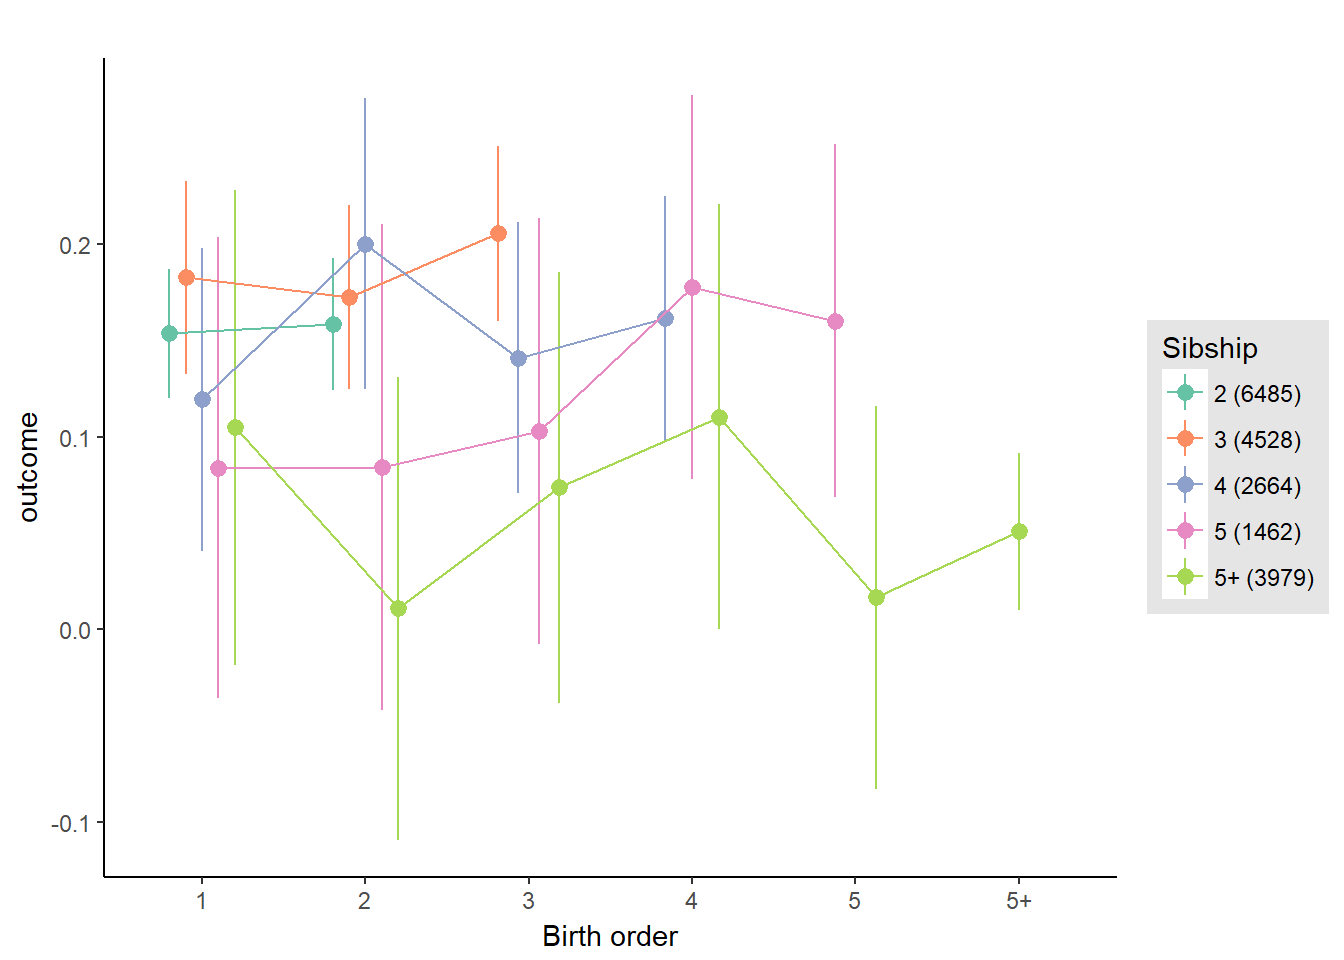 outcome
0.2
0.1
0.0
-0.1
1 2 3 4 5 5+
Birth order
Sibship
2 (6485)
3 (4528)
4 (2664)
5 (1462)
5+ (3979)